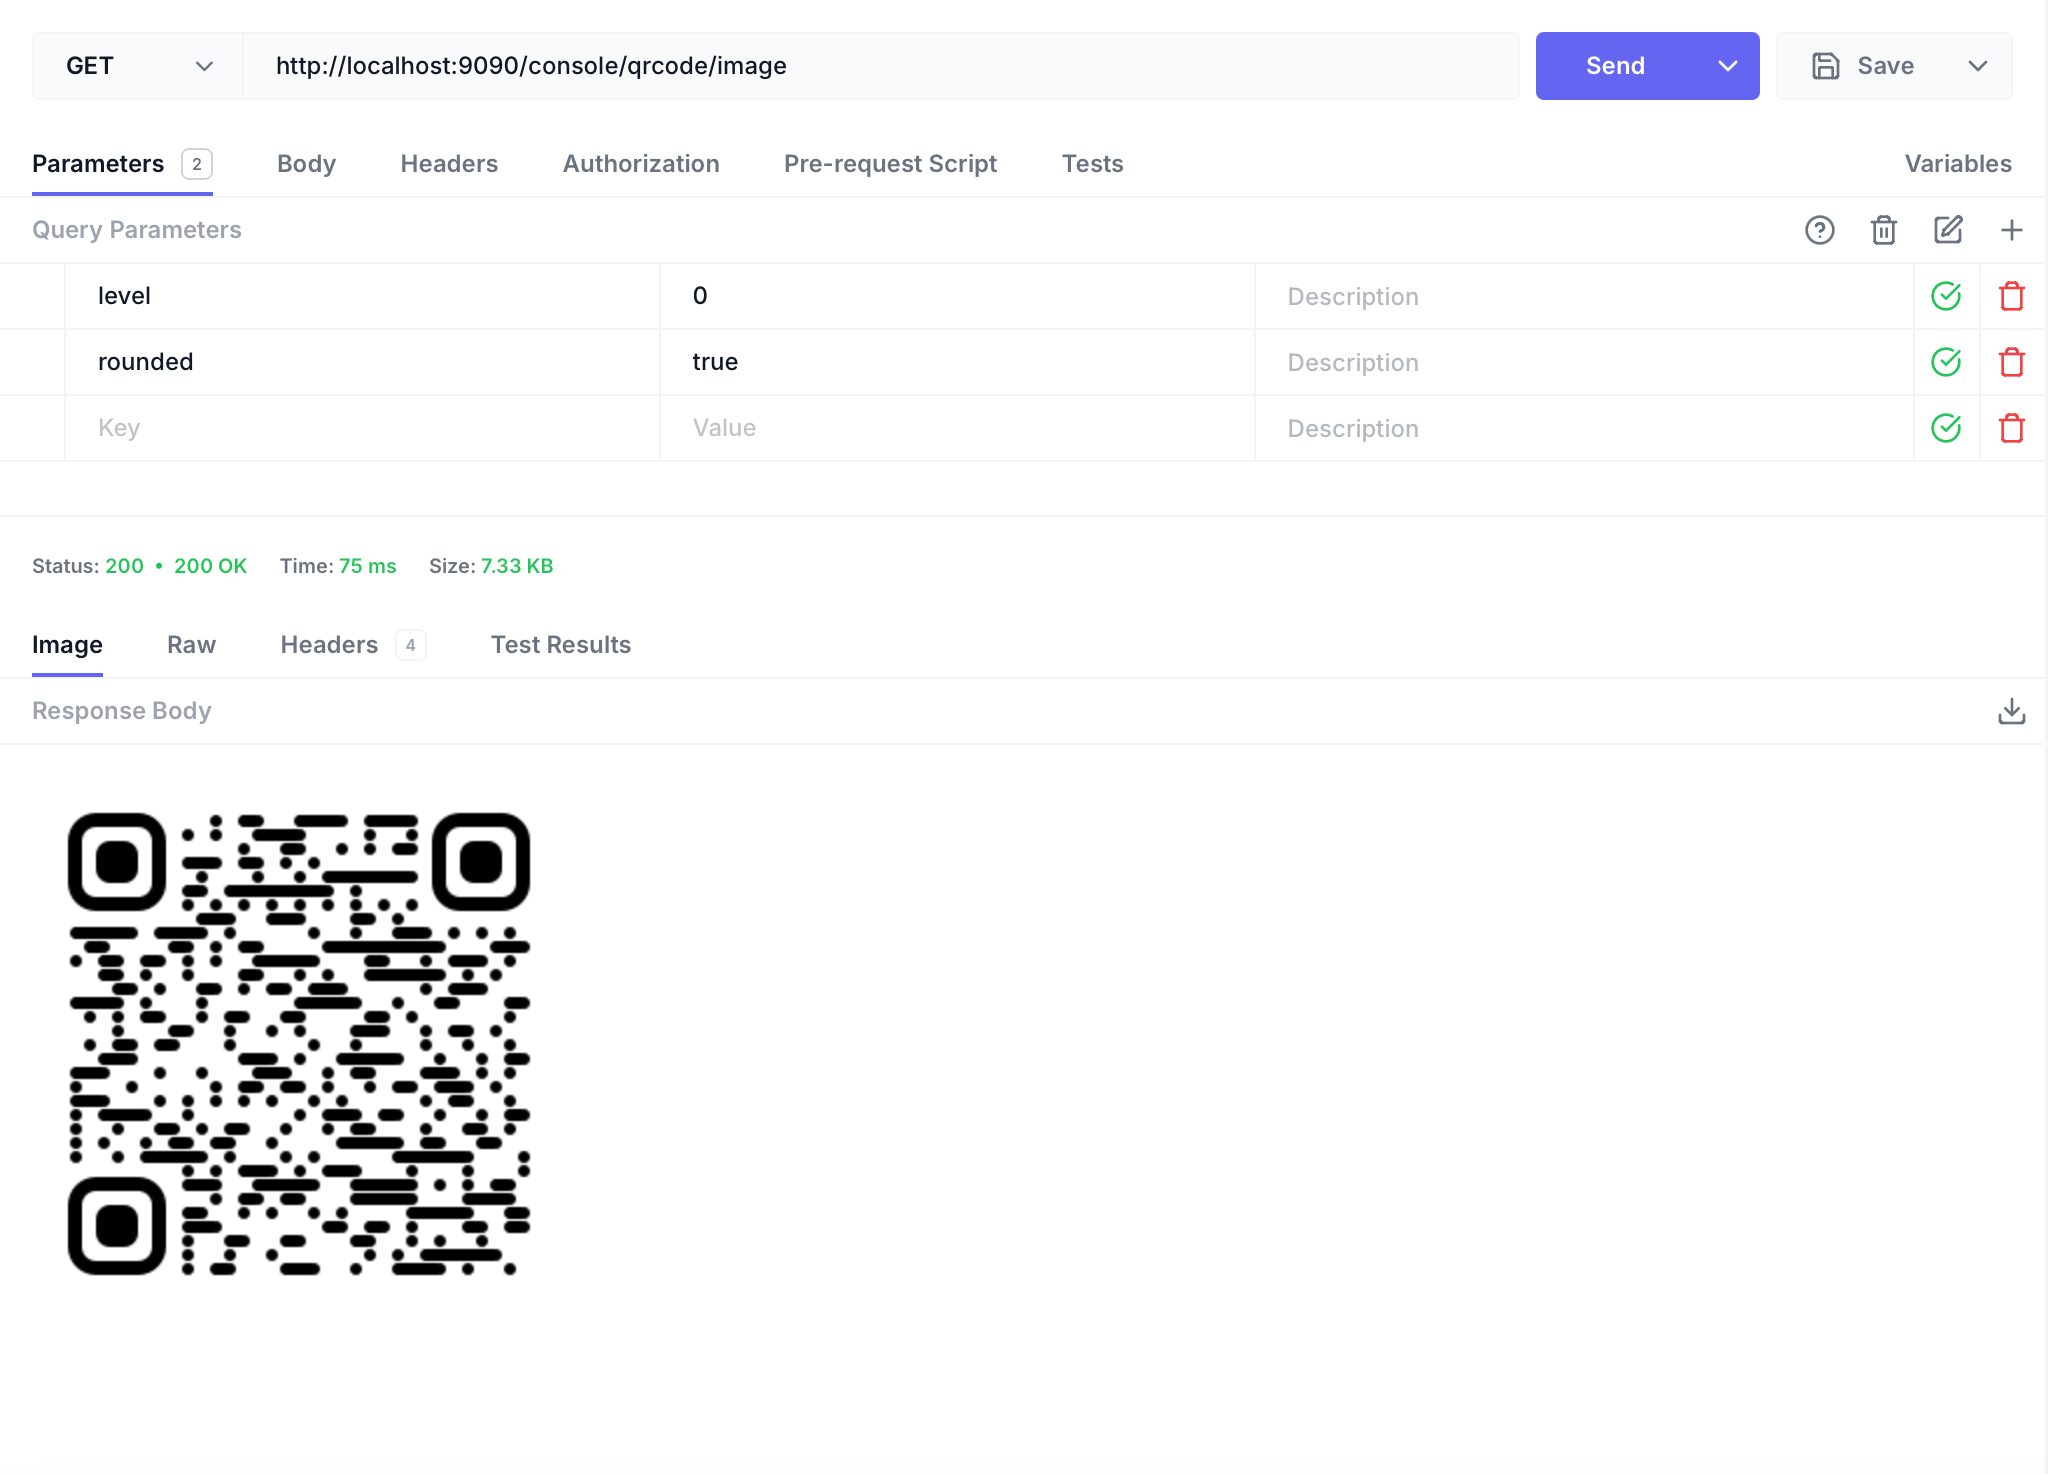 GET http://localhost:9090/console/qrcode/image Send Save
Parameters 2 Body Headers Authorization Pre-request Script Tests Variables
Query Parameters
level 0 Description
rounded true Description
Key Value Description
Status: 200 • 200 OK Time: 75 ms Size: 7.33 KB
Image Raw Headers 4 Test Results
Response Body